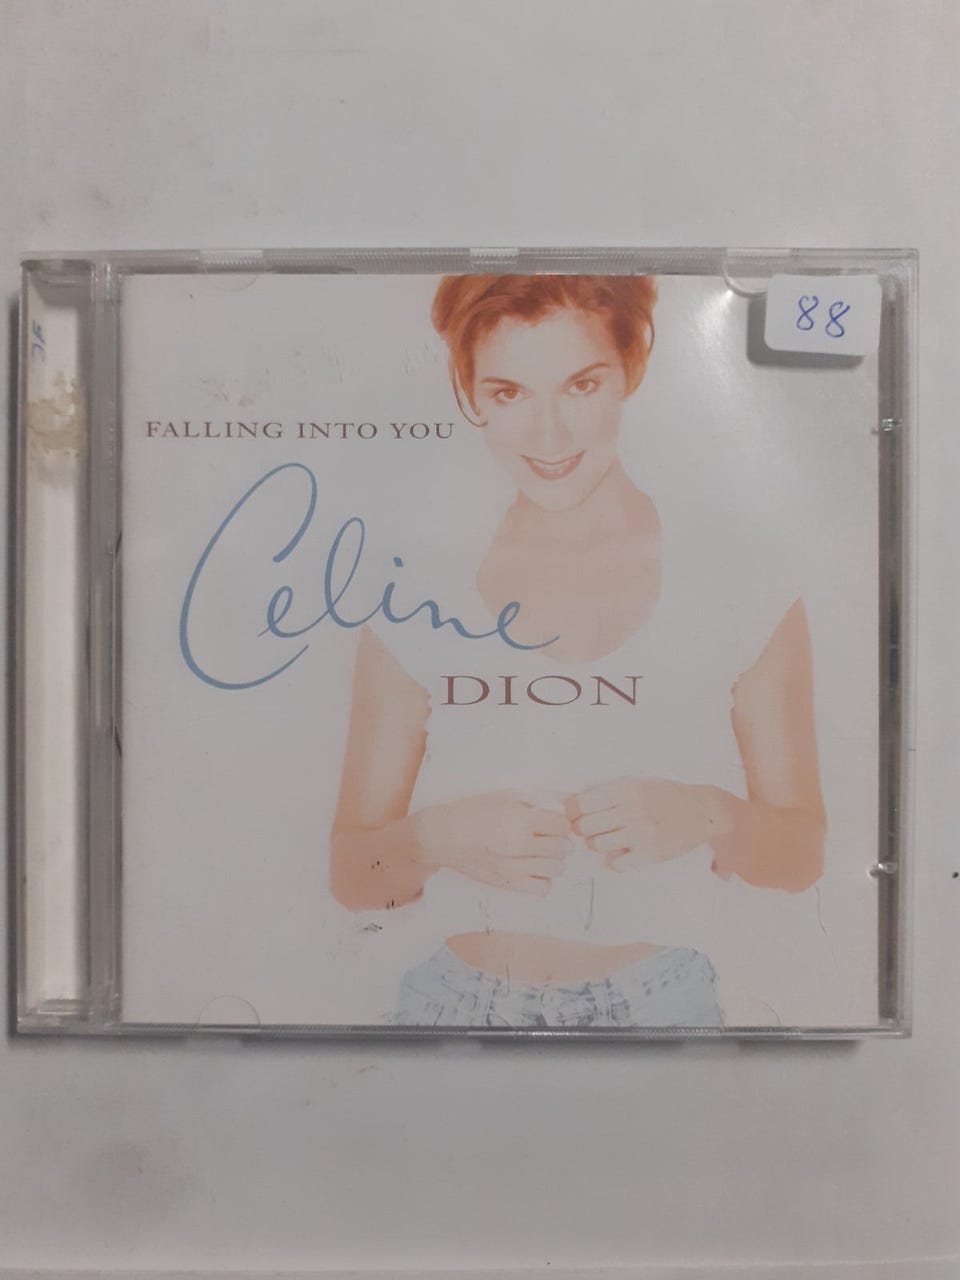 88
FALLING INTO YOU
Celine
DION